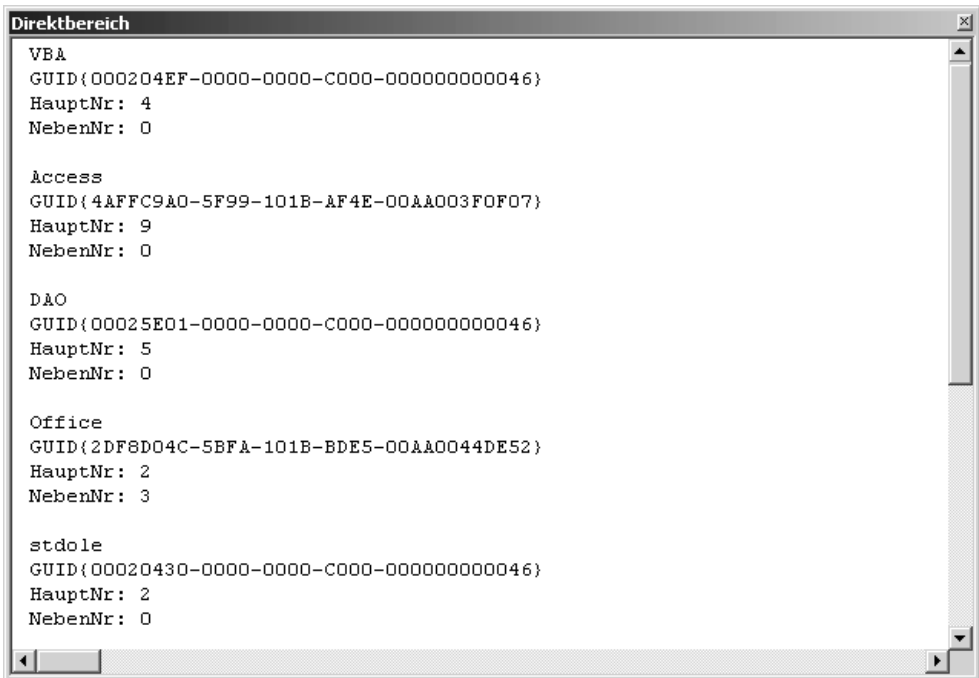 Direktbereich
VBA
GUID{000204EF-0000-0000-C000-000000000046}
HauptNr: 4
NebenNr: 0
Access
GUID{4AFFC9A0-5F99-101B-AF4E-00AA003F0F07}
HauptNr: 9
NebenNr: 0
DAO
GUID{00025E01-0000-0000-C000-000000000046}
HauptNr: 5
NebenNr: 0
Office
GUID{2DF8D04C-5BFA-101B-BDE5-00AA0044DE52}
HauptNr: 2
NebenNr: 3
stdole
GUID{00020430-0000-0000-C000-000000000046}
HauptNr: 2
NebenNr: 0